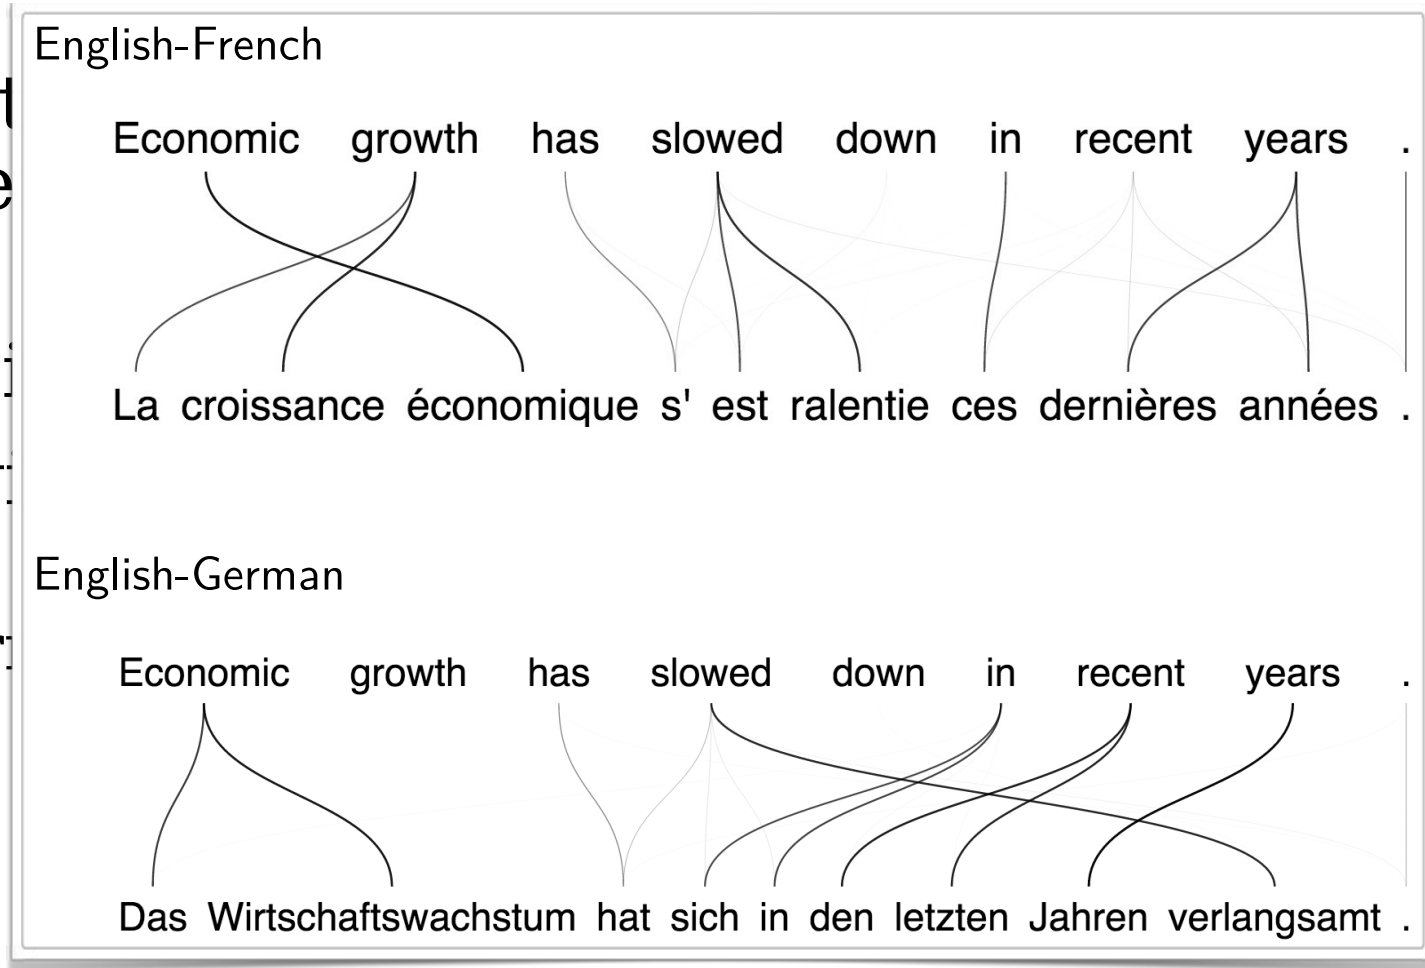 English-French
Economic growth has slowed down in recent years .
La croissance économique s' est ralentie ces dernières années .
English-German
Economic growth has slowed down in recent years .
Das Wirtschaftswachstum hat sich in den letzten Jahren verlangsamt .